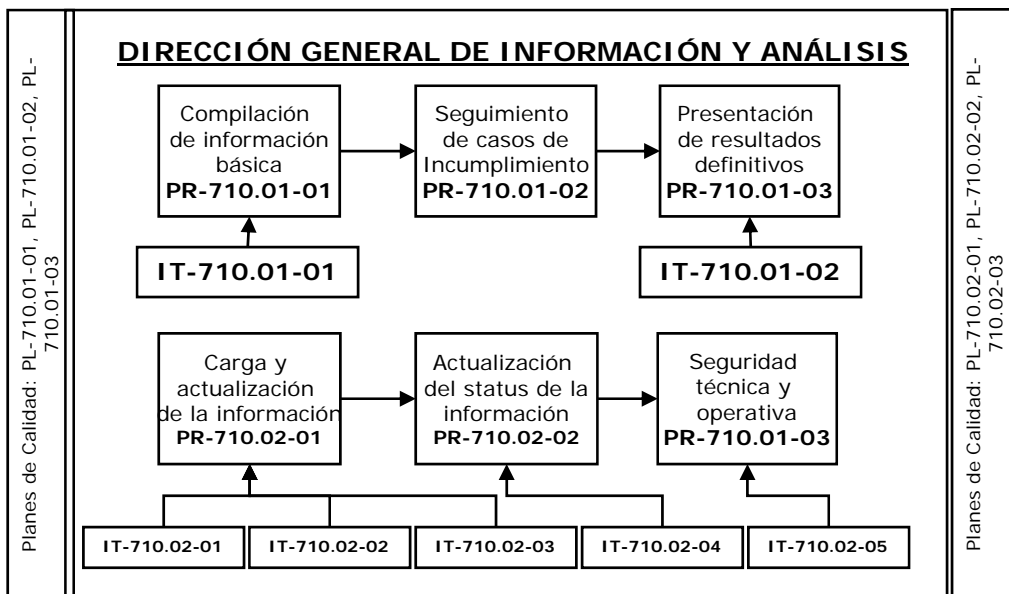 DIRECCIÓN GENERAL DE INFORMACIÓN Y ANÁLISIS
Planes de Calidad: PL-710.01-01, PL-710.01-02, PL-
710.01-03
Compilación
de información
básica
PR-710.01-01
Seguimiento
de casos de
Incumplimiento
PR-710.01-02
Presentación
de resultados
definitivos
PR-710.01-03
IT-710.01-01
IT-710.01-02
Carga y
actualización
de la información
PR-710.02-01
Actualización
del status de la
información
PR-710.02-02
Seguridad
técnica y
operativa
PR-710.01-03
IT-710.02-01
IT-710.02-02
IT-710.02-03
IT-710.02-04
IT-710.02-05
Planes de Calidad: PL-710.02-01, PL-710.02-02, PL-
710.02-03